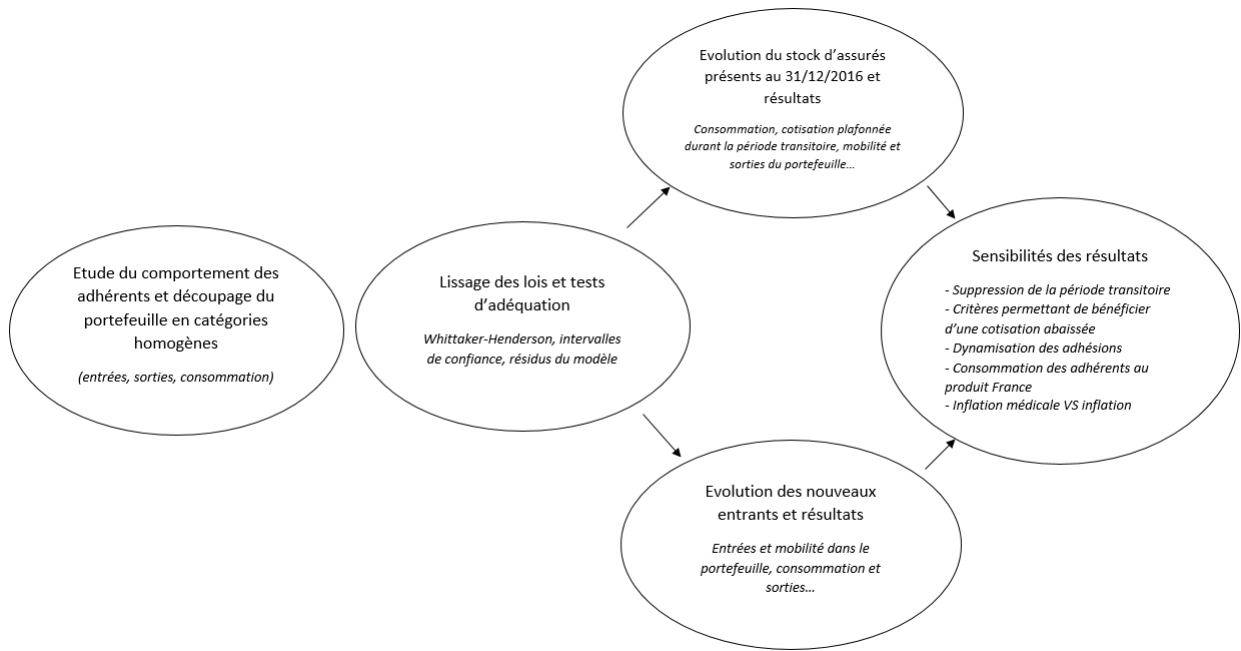 Etude du comportement des
adhérents et découpage du
portefeuille en catégories
homogènes
(entrées, sorties, consommation)
Lissage des lois et tests
d’adéquation
Whittaker-Henderson, intervalles
de confiance, résidus du modèle
Evolution du stock d’assurés
présents au 31/12/2016 et
résultats
Consommation, cotisation plafonnée
durant la période transitoire, mobilité et
sorties du portefeuille…
Evolution des nouveaux
entrants et résultats
Entrées et mobilité dans le
portefeuille, consommation et
sorties…
Sensibilités des résultats
- Suppression de la période transitoire
- Critères permettant de bénéficier
d’une cotisation abaissée
- Dynamisation des adhésions
- Consommation des adhérents au
produit France
- Inflation médicale VS inflation